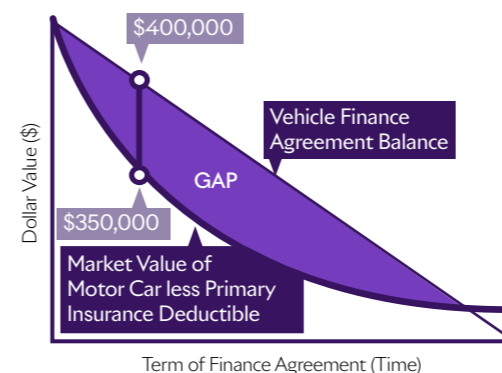 $400,000
Vehicle Finance
Agreement Balance
GAP
$350,000
Market Value of
Motor Car less Primary
Insurance Deductible
Dollar Value ($)
Term of Finance Agreement (Time)